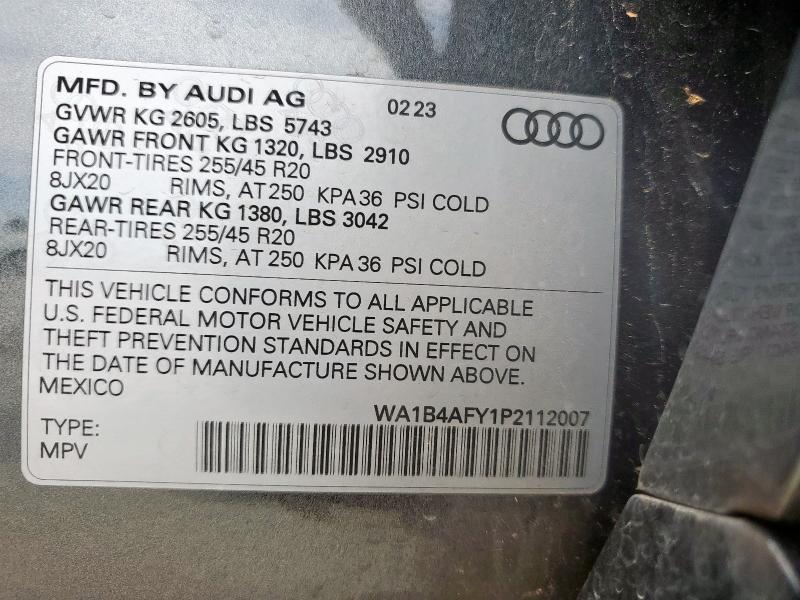 MFD. BY AUDI AG 02 23
GVWR KG 2605, LBS 5743
GAWR FRONT KG 1320, LBS 2910
FRONT-TIRES 255/45 R20
8JX20 RIMS, AT 250 KPA 36 PSI COLD
GAWR REAR KG 1380, LBS 3042
REAR-TIRES 255/45 R20
8JX20 RIMS, AT 250 KPA 36 PSI COLD
THIS VEHICLE CONFORMS TO ALL APPLICABLE
U.S. FEDERAL MOTOR VEHICLE SAFETY AND
THEFT PREVENTION STANDARDS IN EFFECT ON
THE DATE OF MANUFACTURE SHOWN ABOVE.
MEXICO
WA1B4AFY1P2112007
TYPE:
MPV